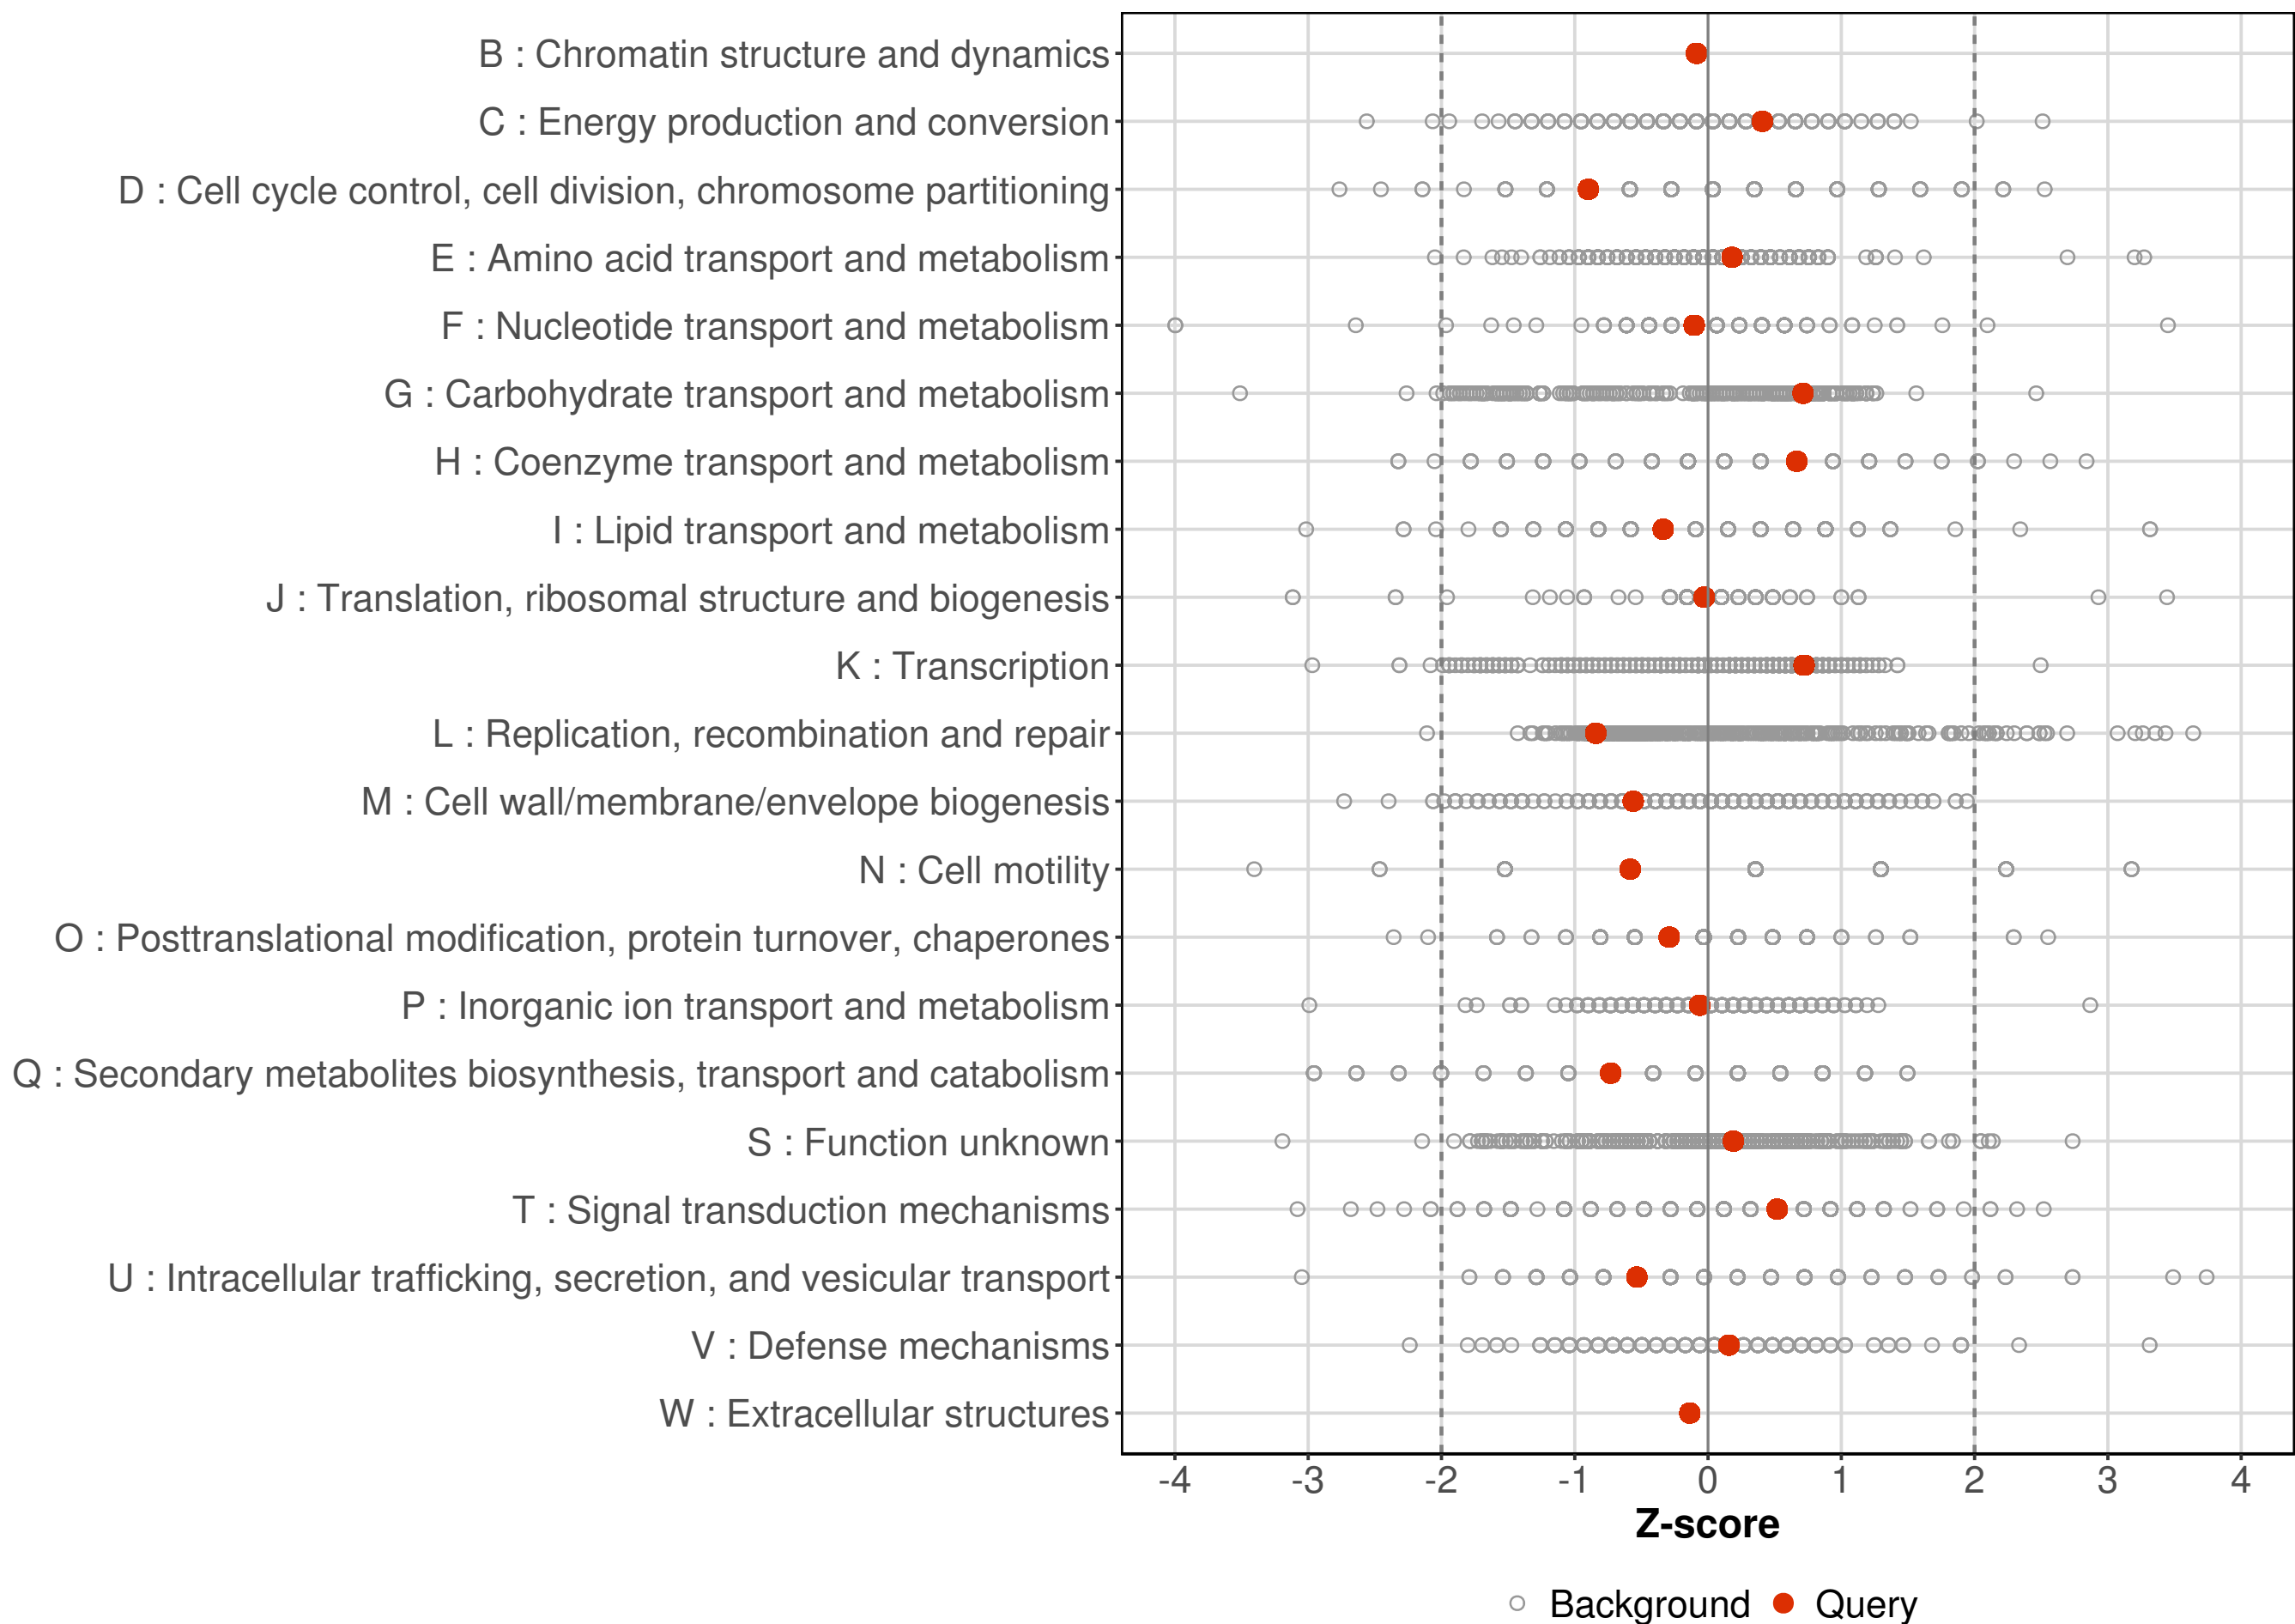 B : Chromatin structure and dynamics
C : Energy production and conversion
D : Cell cycle control, cell division, chromosome partitioning
E : Amino acid transport and metabolism
F : Nucleotide transport and metabolism
G : Carbohydrate transport and metabolism
H : Coenzyme transport and metabolism
I : Lipid transport and metabolism
J : Translation, ribosomal structure and biogenesis
K : Transcription
L : Replication, recombination and repair
M : Cell wall/membrane/envelope biogenesis
N : Cell motility
O : Posttranslational modification, protein turnover, chaperones
P : Inorganic ion transport and metabolism
Q : Secondary metabolites biosynthesis, transport and catabolism
S : Function unknown
T : Signal transduction mechanisms
U : Intracellular trafficking, secretion, and vesicular transport
V : Defense mechanisms
W : Extracellular structures
-4 -3 -2 -1 0 1 2 3 4
Z-score
Background Query